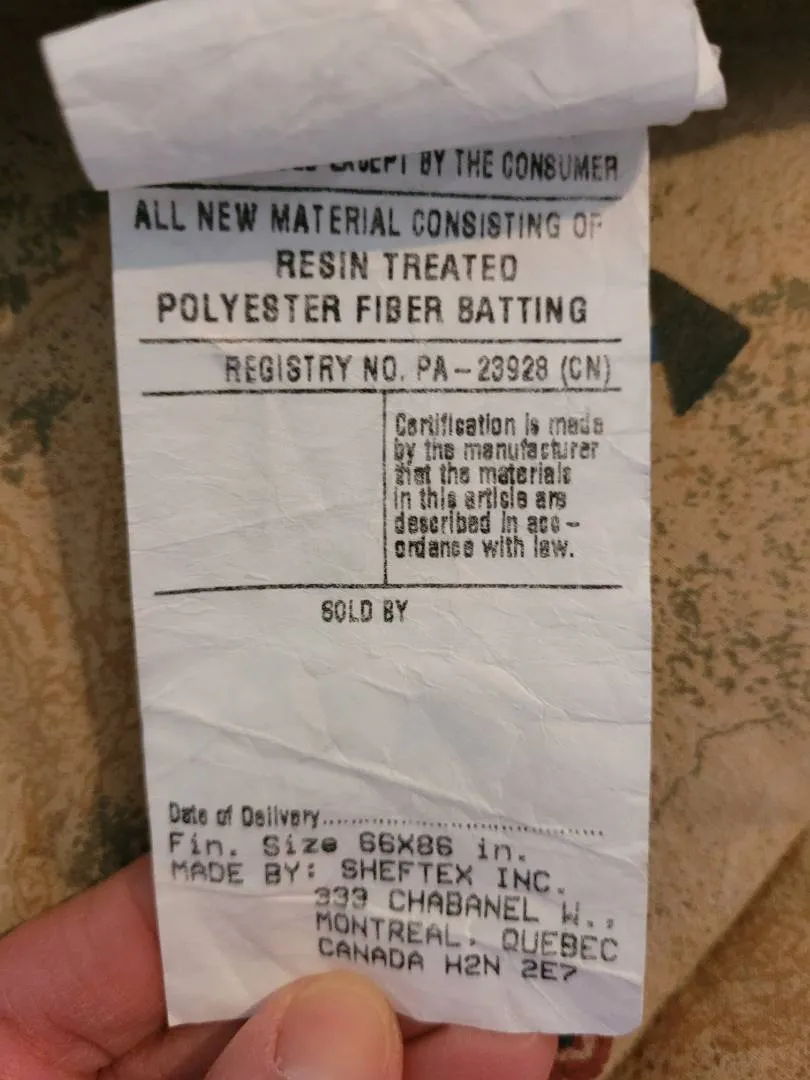 EXCEPT BY THE CONSUMER
ALL NEW MATERIAL CONSISTING OF
RESIN TREATED
POLYESTER FIBER BATTING
REGISTRY NO. PA-23928 (CN)
Certification is made
by the manufacturer
that the materials
in this article are
described in acc-
ordance with law.
SOLD BY
Date of Delivery..............................
Fin. Size 66X86 in.
MADE BY: SHEFTEX INC.
333 CHABANEL W.,
MONTREAL, QUEBEC
CANADA H2N 2E7